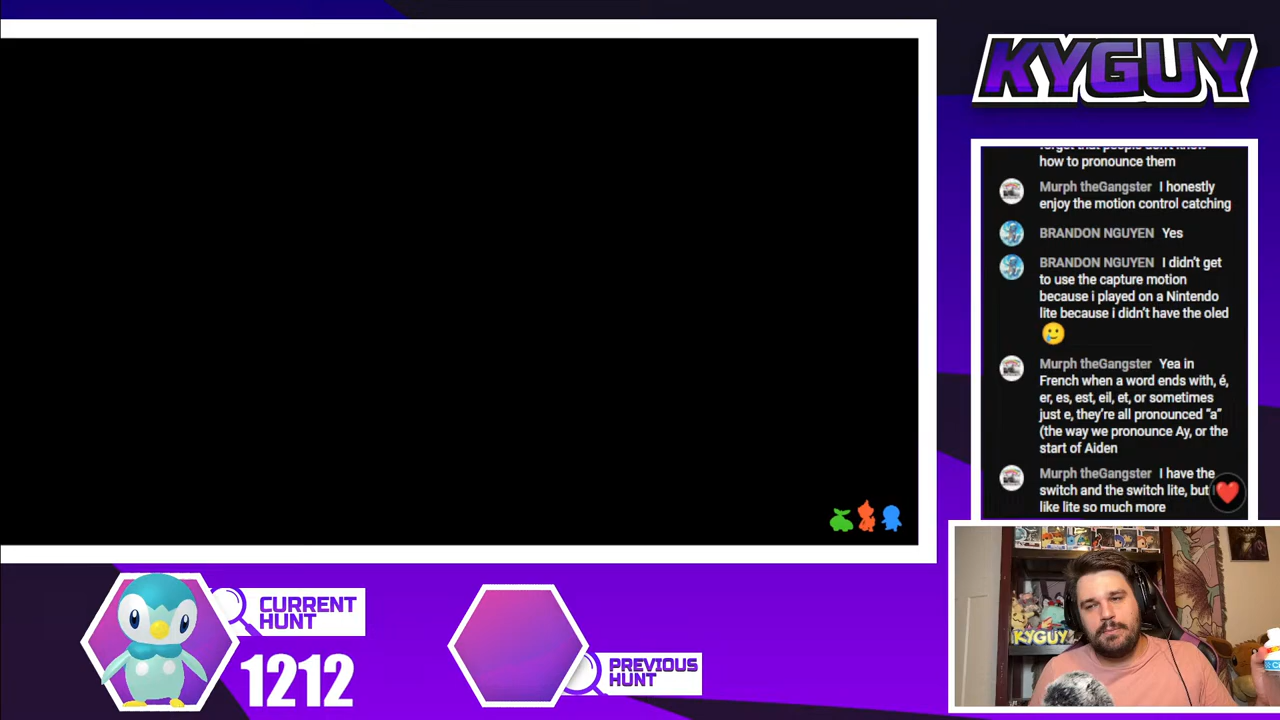 KYGUY
how to pronounce them
Murph theGangster I honestly
enjoy the motion control catching
BRANDON NGUYEN Yes
BRANDON NGUYEN I didn't get
to use the capture motion
because i played on a Nintendo
lite because i didn't have the oled
Murph theGangster Yea in
French when a word ends with, é,
er, es, est, eil, et, or sometimes
just e, they're all pronounced "a"
(the way we pronounce Ay, or the
start of Aiden
Murph theGangster I have the
switch and the switch lite, but
like lite so much more
KYGUY
CURRENT
HUNT
1212
PREVIOUS
HUNT